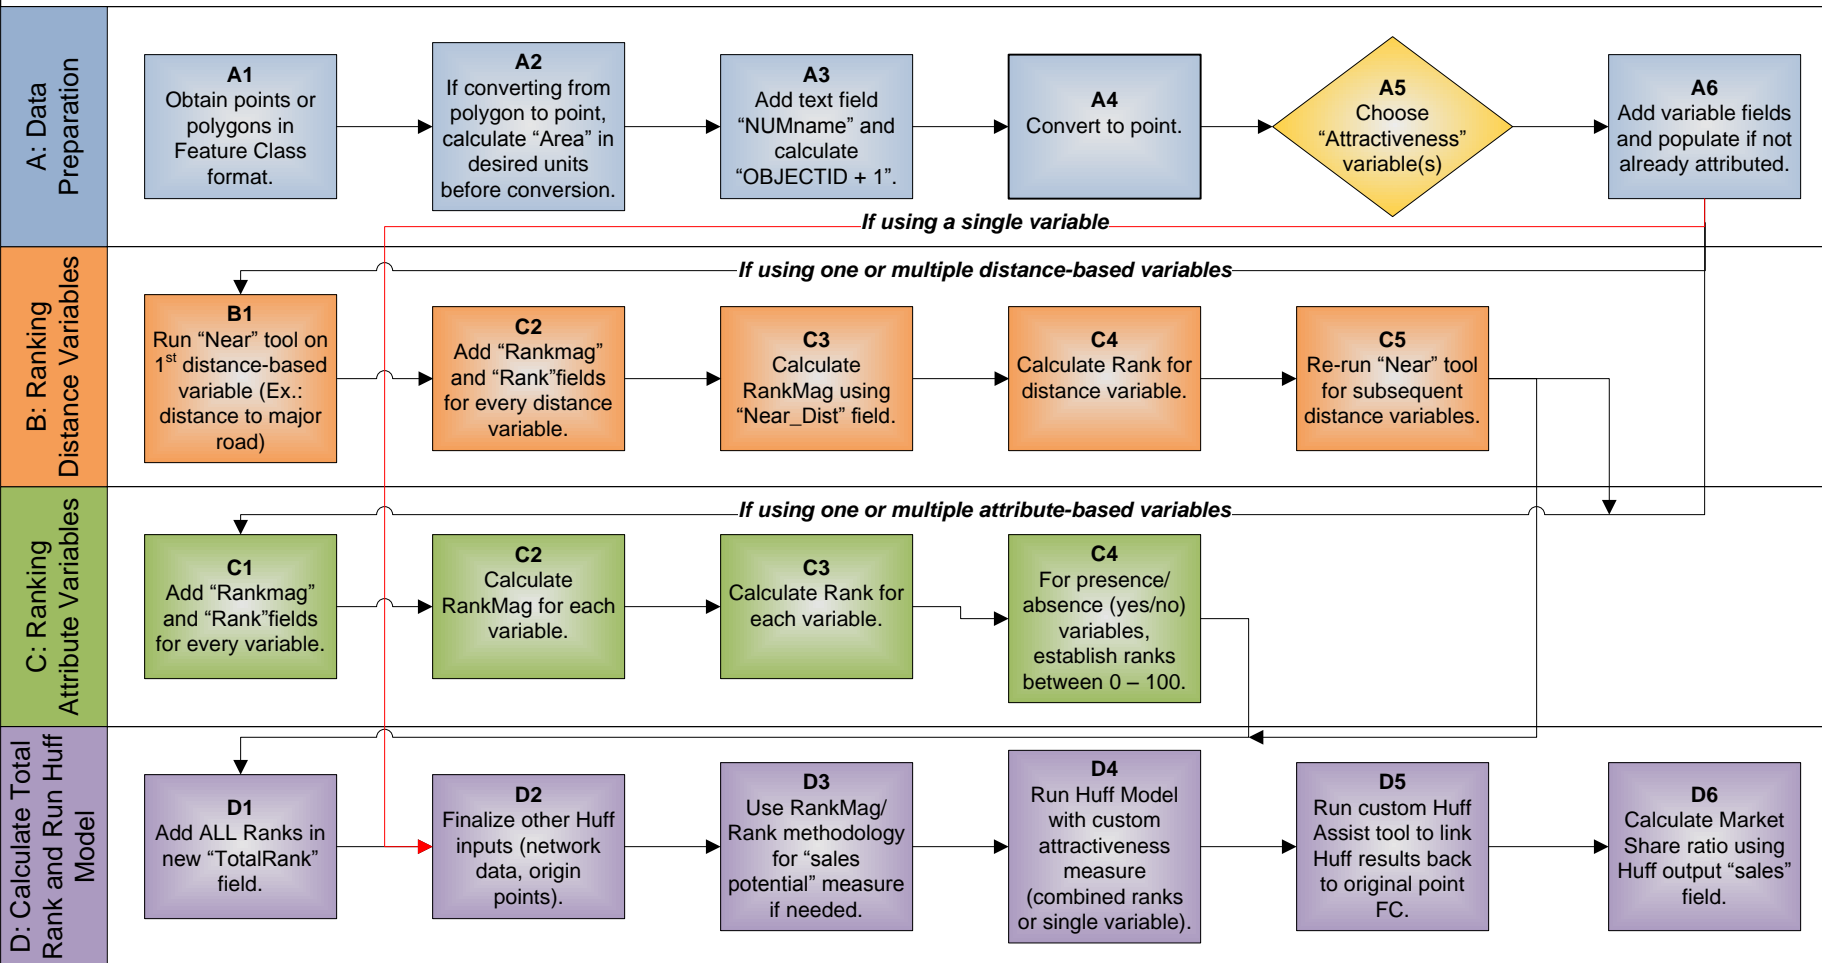 A: Data
Preparation
A1
Obtain points or
polygons in
Feature Class
format.
A2
If converting from
polygon to point,
calculate “Area” in
desired units
before conversion.
A3
Add text field
“NUMname” and
calculate
“OBJECTID + 1”.
A4
Convert to point.
A5
Choose
“Attractiveness”
variable(s)
A6
Add variable fields
and populate if not
already attributed.
If using a single variable
B: Ranking
Distance Variables
If using one or multiple distance-based variables
B1
Run “Near” tool on
1st distance-based
variable (Ex.:
distance to major
road)
C2
Add “Rankmag”
and “Rank”fields
for every distance
variable.
C3
Calculate
RankMag using
“Near_Dist” field.
C4
Calculate Rank for
distance variable.
C5
Re-run “Near” tool
for subsequent
distance variables.
C: Ranking
Attribute Variables
If using one or multiple attribute-based variables
C1
Add “Rankmag”
and “Rank”fields
for every variable.
C2
Calculate
RankMag for each
variable.
C3
Calculate Rank for
each variable.
C4
For presence/
absence (yes/no)
variables,
establish ranks
between 0 – 100.
D: Calculate Total
Rank and Run Huff
Model
D1
Add ALL Ranks in
new “TotalRank”
field.
D2
Finalize other Huff
inputs (network
data, origin
points).
D3
Use RankMag/
Rank methodology
for “sales
potential” measure
if needed.
D4
Run Huff Model
with custom
attractiveness
measure
(combined ranks
or single variable).
D5
Run custom Huff
Assist tool to link
Huff results back
to original point
FC.
D6
Calculate Market
Share ratio using
Huff output “sales”
field.